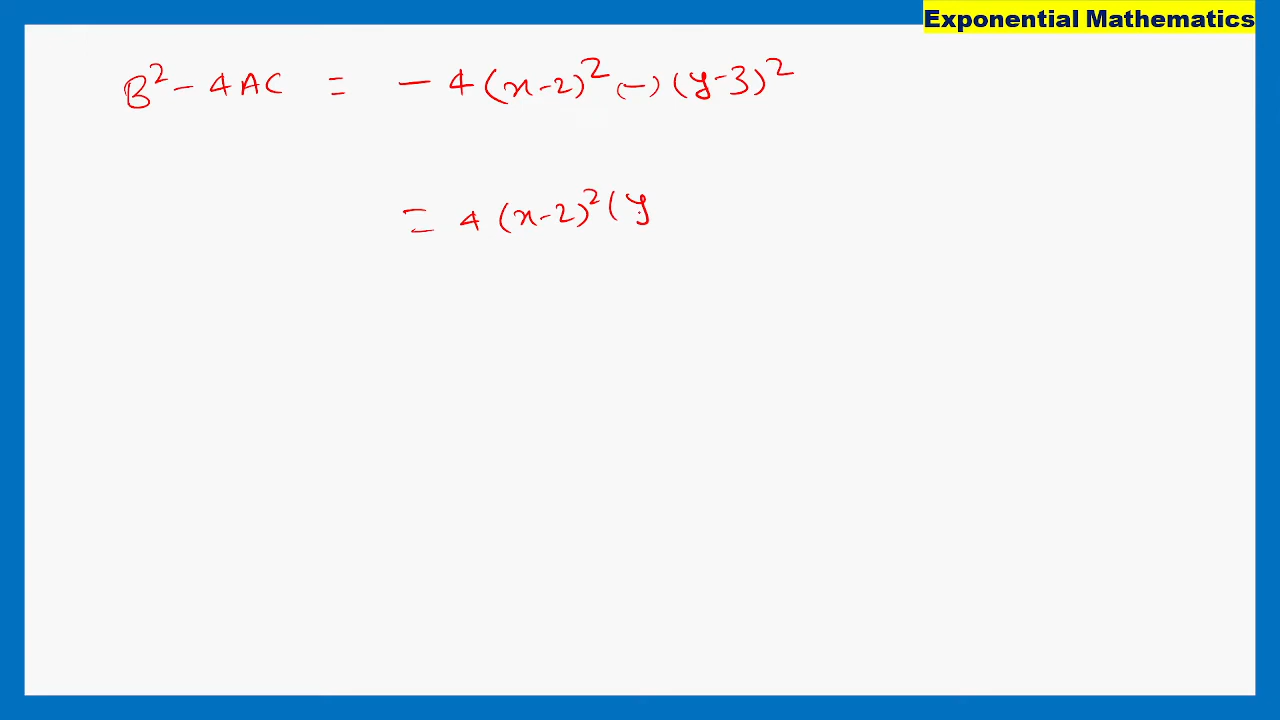 Exponential Mathematics
B² - 4AC = - 4(x-2)² (-) (y-3)²
= 4(x-2)² (y